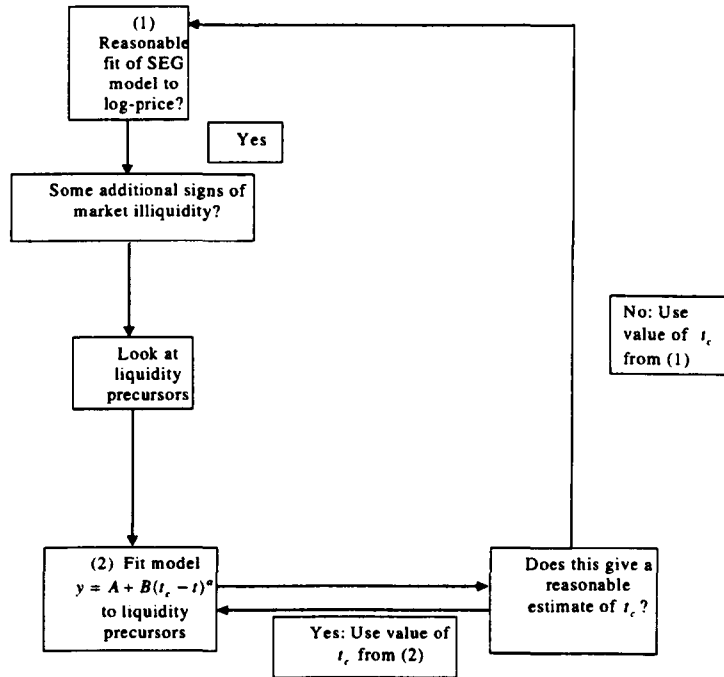 (1)
Reasonable
fit of SEG
model to
log-price?
Yes
Some additional signs of
market illiquidity?
Look at
liquidity
precursors
No: Use
value of t_c
from (1)
(2) Fit model
y = A + B(t_c − t)^α
to liquidity
precursors
Does this give a
reasonable
estimate of t_c ?
Yes: Use value of
t_c from (2)